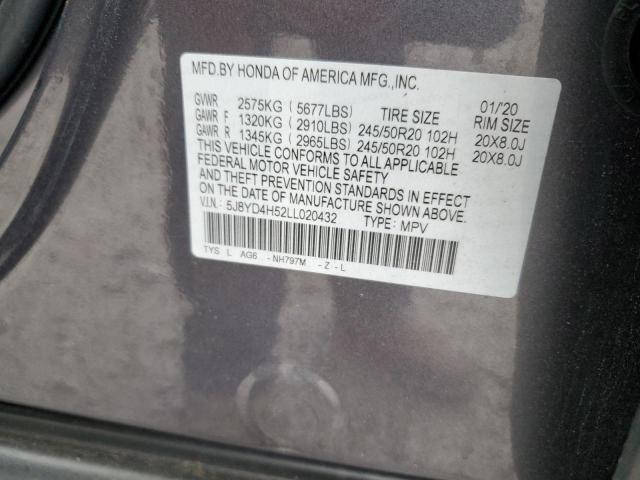 MFD.BY HONDA OF AMERICA MFG.,INC.
01/'20
GVWR 2575KG ( 5677LBS) TIRE SIZE RIM SIZE
GAWR F 1320KG ( 2910LBS) 245/50R20 102H 20X8.0J
GAWR R 1345KG ( 2965LBS) 245/50R20 102H 20X8.0J
THIS VEHICLE CONFORMS TO ALL APPLICABLE
FEDERAL MOTOR VEHICLE SAFETY
AND THEFT PREVENTION STANDARDS IN EFFECT
ON THE DATE OF MANUFACTURE SHOWN ABOVE.
V.I.N.: 5J8YD4H52LL020432 TYPE: MPV
TYS L AG6 - NH797M - Z - L